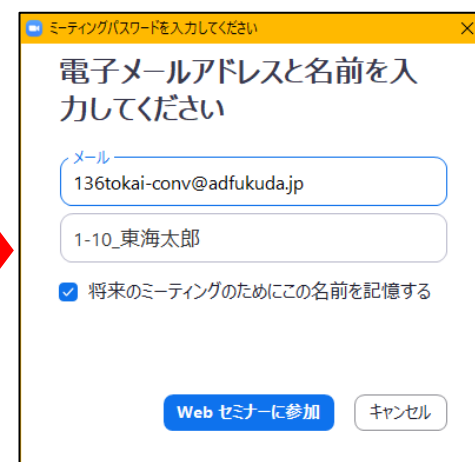 ミーティングパスワードを入力してください
電子メールアドレスと名前を入
力してください
メール
136tokai-conv@adfukuda.jp
1-10_東海太郎
将来のミーティングのためにこの名前を記憶する
Web セミナーに参加
キャンセル